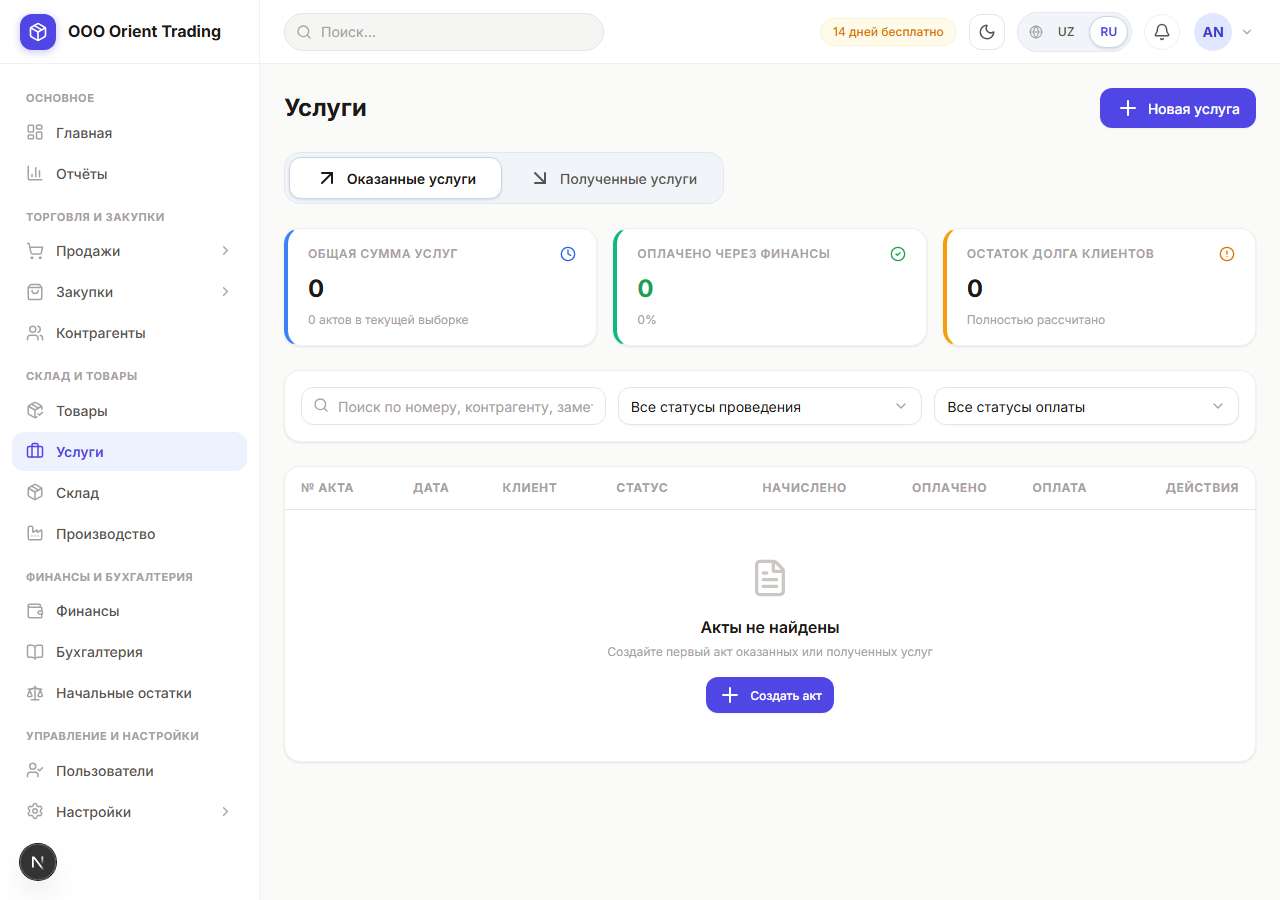 ООО Orient Trading
Поиск...
14 дней бесплатно
UZ
RU
AN
ОСНОВНОЕ
Главная
Отчёты
ТОРГОВЛЯ И ЗАКУПКИ
Продажи
Закупки
Контрагенты
СКЛАД И ТОВАРЫ
Товары
Услуги
Склад
Производство
ФИНАНСЫ И БУХГАЛТЕРИЯ
Финансы
Бухгалтерия
Начальные остатки
УПРАВЛЕНИЕ И НАСТРОЙКИ
Пользователи
Настройки
N
Услуги
Новая услуга
Оказанные услуги
Полученные услуги
ОБЩАЯ СУММА УСЛУГ
0
0 актов в текущей выборке
ОПЛАЧЕНО ЧЕРЕЗ ФИНАНСЫ
0
0%
ОСТАТОК ДОЛГА КЛИЕНТОВ
0
Полностью рассчитано
Поиск по номеру, контрагенту, заме
Все статусы проведения
Все статусы оплаты
№ АКТА ДАТА КЛИЕНТ СТАТУС НАЧИСЛЕНО ОПЛАЧЕНО ОПЛАТА ДЕЙСТВИЯ
Акты не найдены
Создайте первый акт оказанных или полученных услуг
Создать акт